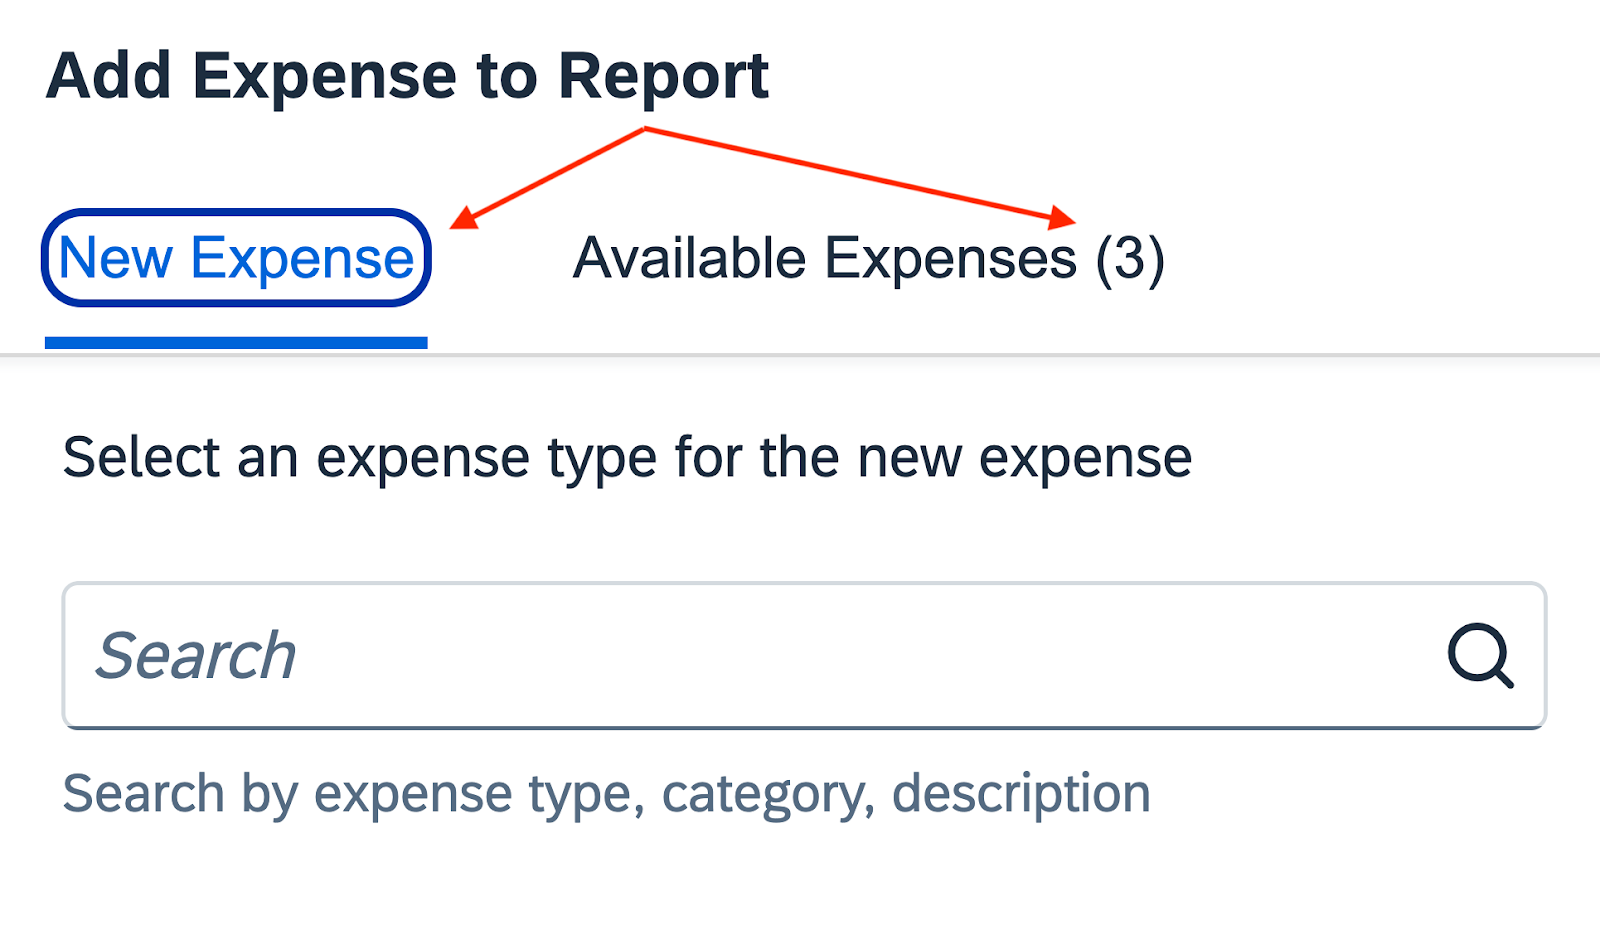 Add Expense to Report
New Expense Available Expenses (3)
Select an expense type for the new expense
Search
Search by expense type, category, description